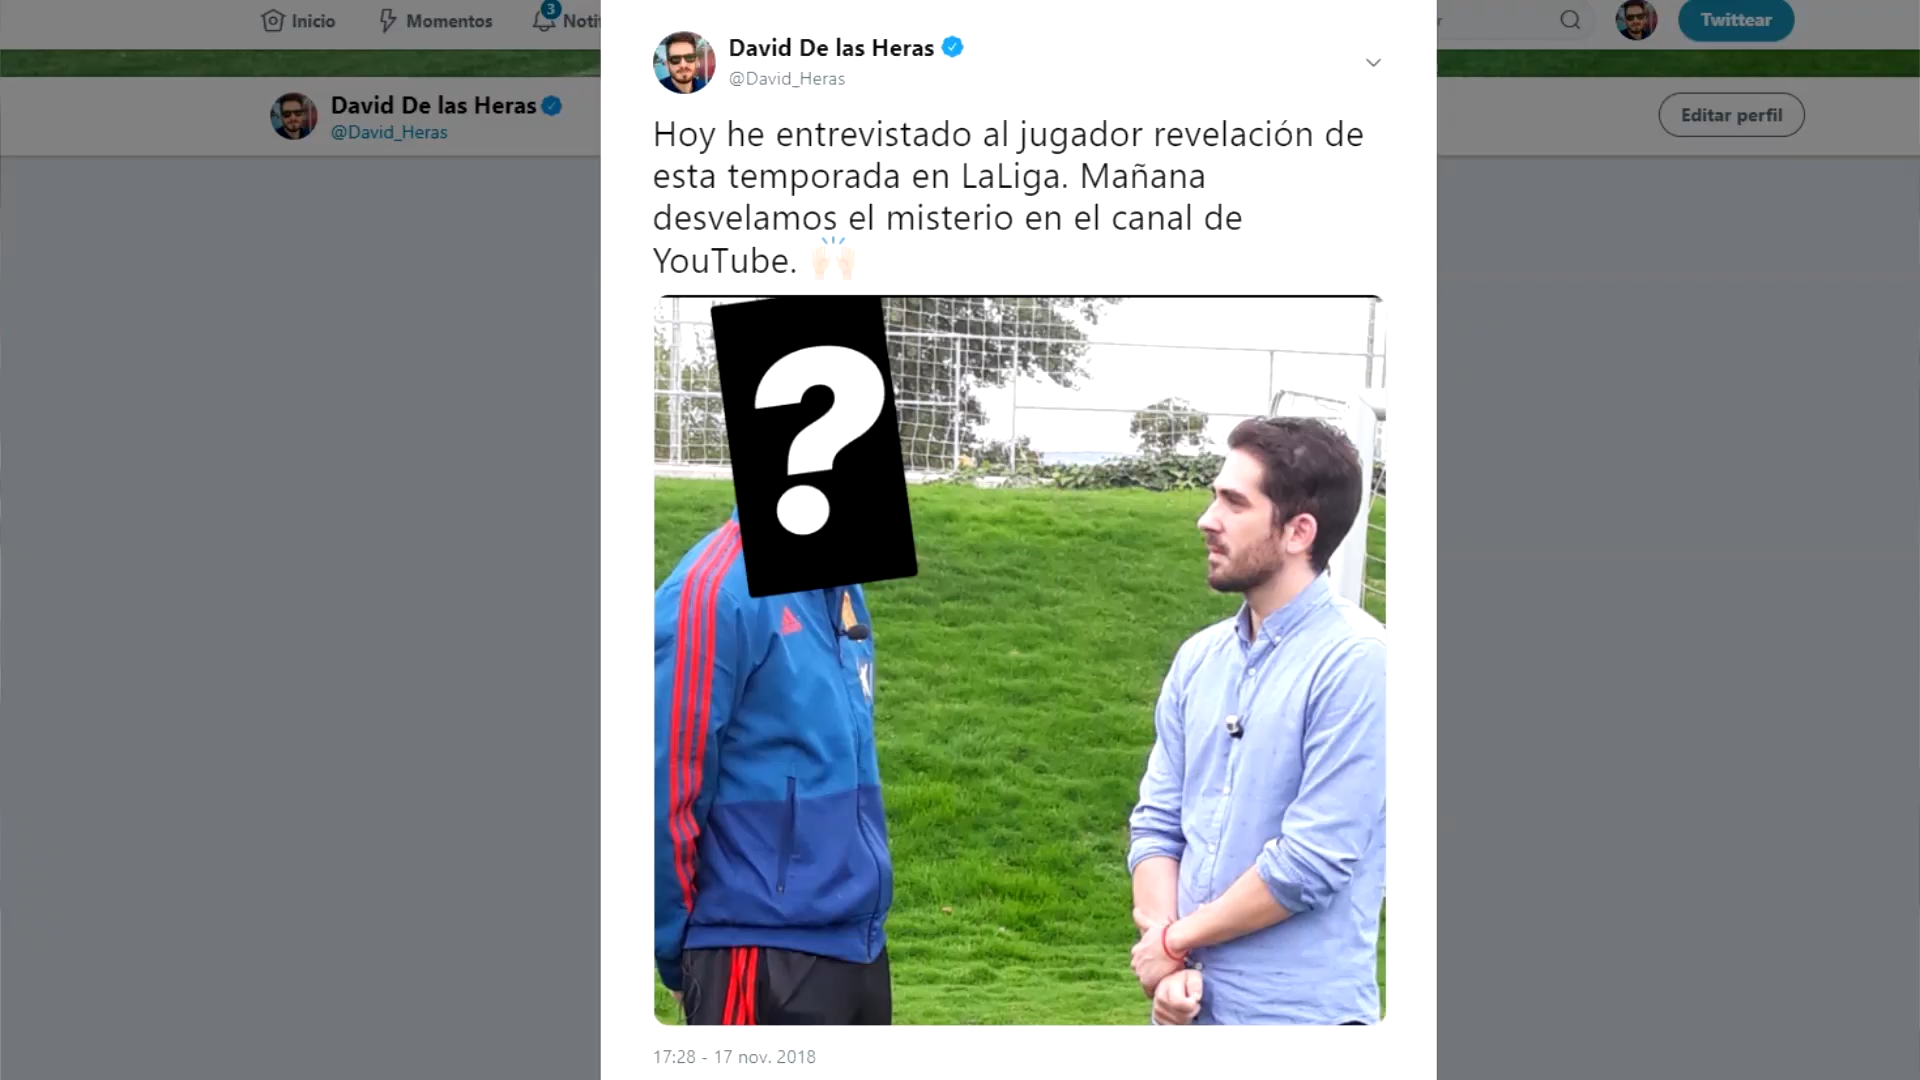 Inicio
Momentos
3
Noti
r
Twittear
David De las Heras
@David_Heras
Editar perfil
David De las Heras
@David_Heras
Hoy he entrevistado al jugador revelación de
esta temporada en LaLiga. Mañana
desvelamos el misterio en el canal de
YouTube. 🙌🏻
?
17:28 - 17 nov. 2018